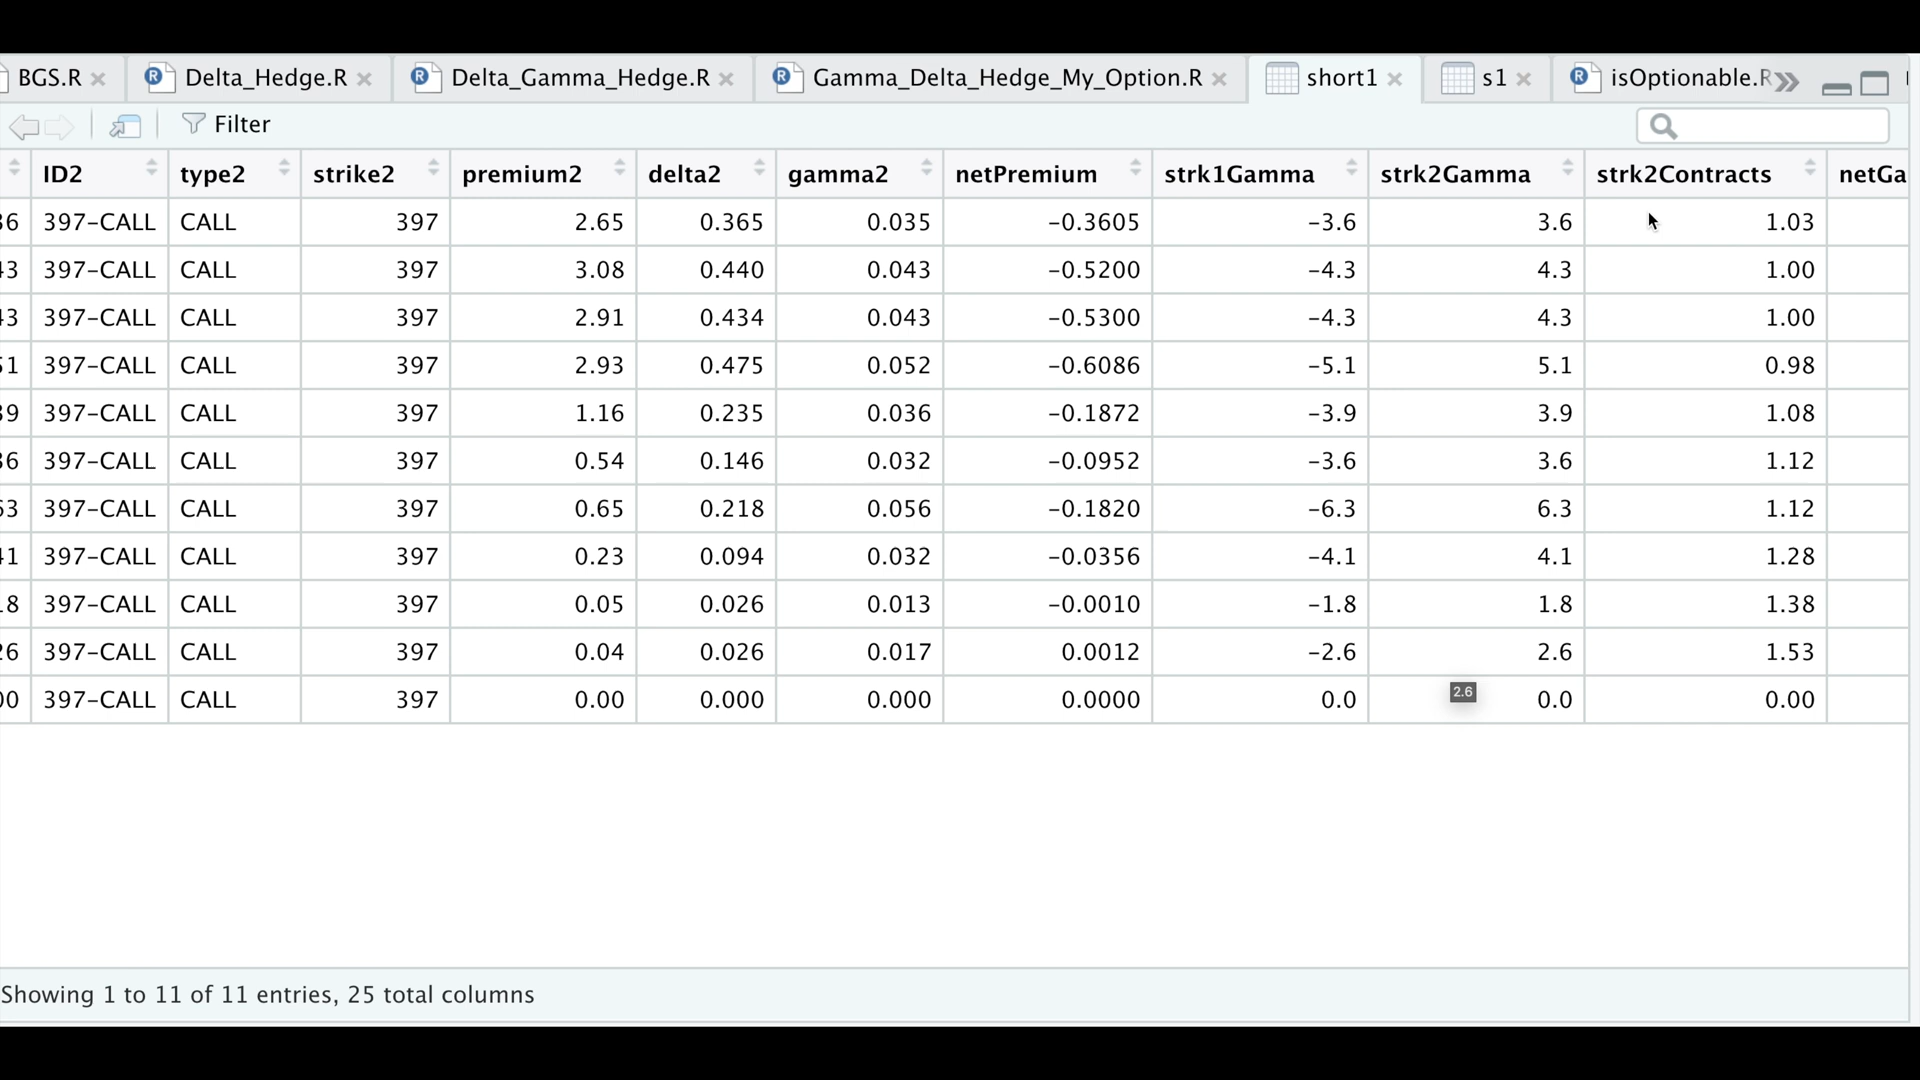 BGS.R Delta_Hedge.R Delta_Gamma_Hedge.R Gamma_Delta_Hedge_My_Option.R short1 s1 isOptionable.R
Filter
ID2 type2 strike2 premium2 delta2 gamma2 netPremium strk1Gamma strk2Gamma strk2Contracts netGa
36 397-CALL CALL 397 2.65 0.365 0.035 -0.3605 -3.6 3.6 1.03
43 397-CALL CALL 397 3.08 0.440 0.043 -0.5200 -4.3 4.3 1.00
43 397-CALL CALL 397 2.91 0.434 0.043 -0.5300 -4.3 4.3 1.00
51 397-CALL CALL 397 2.93 0.475 0.052 -0.6086 -5.1 5.1 0.98
39 397-CALL CALL 397 1.16 0.235 0.036 -0.1872 -3.9 3.9 1.08
36 397-CALL CALL 397 0.54 0.146 0.032 -0.0952 -3.6 3.6 1.12
63 397-CALL CALL 397 0.65 0.218 0.056 -0.1820 -6.3 6.3 1.12
41 397-CALL CALL 397 0.23 0.094 0.032 -0.0356 -4.1 4.1 1.28
18 397-CALL CALL 397 0.05 0.026 0.013 -0.0010 -1.8 1.8 1.38
26 397-CALL CALL 397 0.04 0.026 0.017 0.0012 -2.6 2.6 1.53
00 397-CALL CALL 397 0.00 0.000 0.000 0.0000 0.0 0.0 0.00
2.6
Showing 1 to 11 of 11 entries, 25 total columns